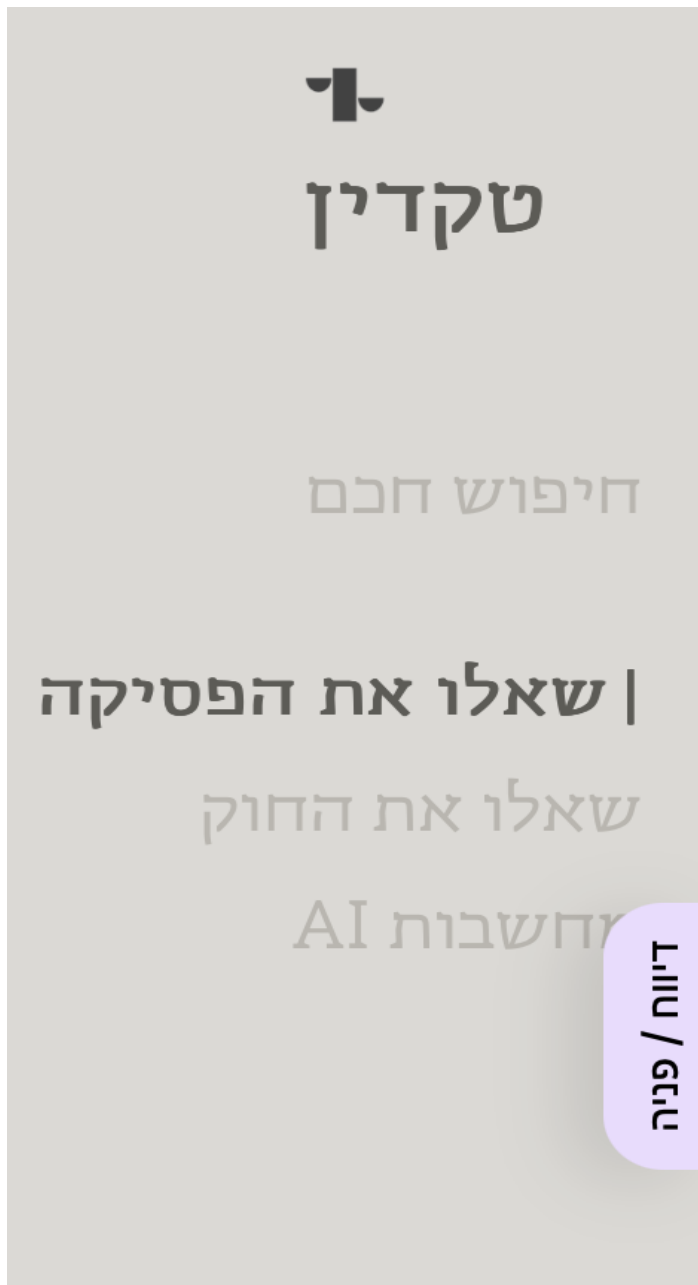 טקדין
חיפוש חכם
| שאלו את הפסיקה
שאלו את החוק
מחשבות AI
דיווח / פניה